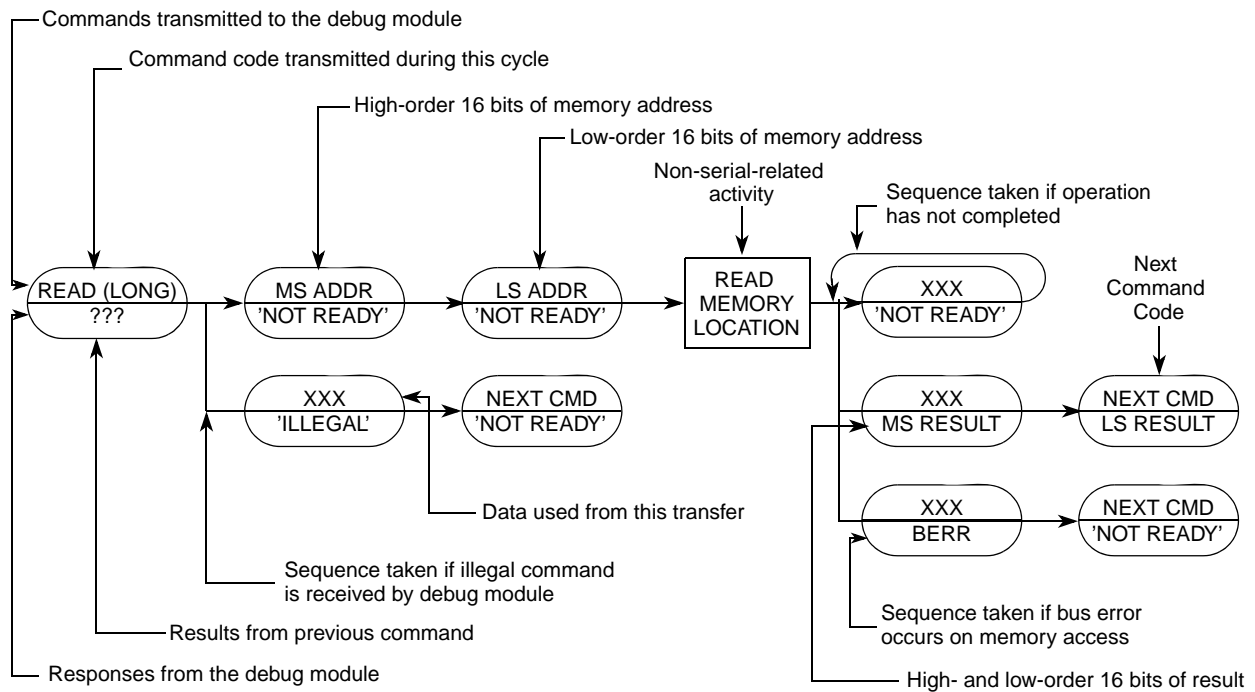 Commands transmitted to the debug module
Command code transmitted during this cycle
High-order 16 bits of memory address
Low-order 16 bits of memory address
Non-serial-related
activity
Sequence taken if operation
has not completed
Next
Command
Code
READ (LONG)
???
MS ADDR
'NOT READY'
LS ADDR
'NOT READY'
READ
MEMORY
LOCATION
XXX
'NOT READY'
XXX
'ILLEGAL'
NEXT CMD
'NOT READY'
XXX
MS RESULT
NEXT CMD
LS RESULT
XXX
BERR
NEXT CMD
'NOT READY'
Data used from this transfer
Sequence taken if illegal command
is received by debug module
Results from previous command
Responses from the debug module
Sequence taken if bus error
occurs on memory access
High- and low-order 16 bits of result